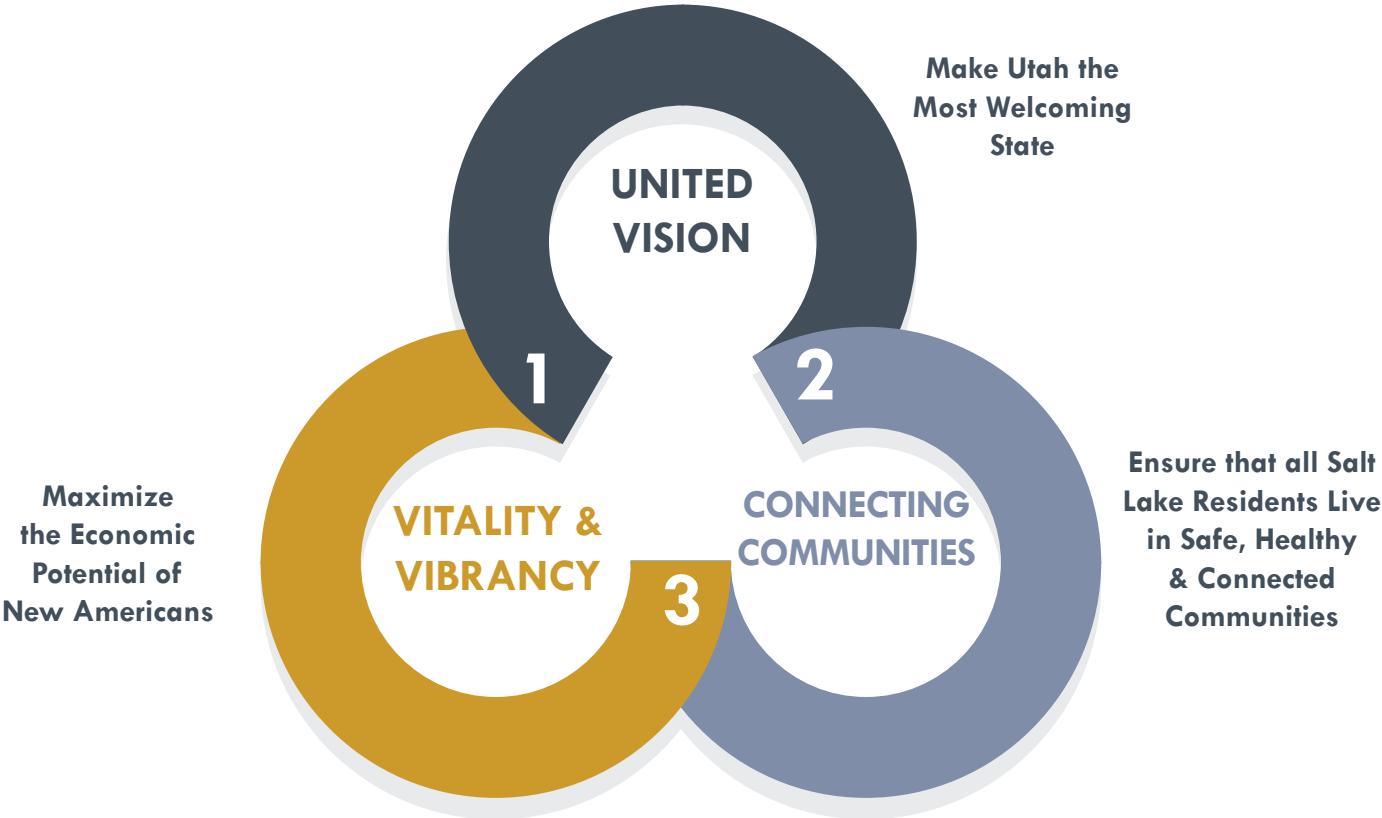 Make Utah the
Most Welcoming
State
UNITED
VISION
1
2
Ensure that all Salt
Lake Residents Live
in Safe, Healthy
& Connected
Communities
CONNECTING
COMMUNITIES
Maximize
the Economic
Potential of
New Americans
VITALITY &
VIBRANCY
3